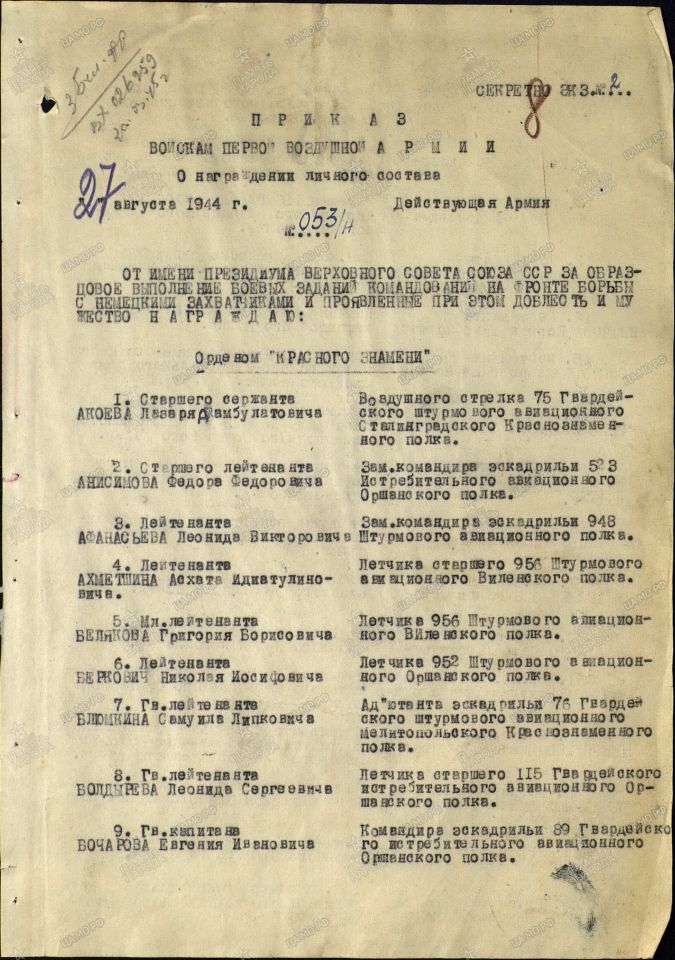 3 Бел. ФР
вх 026259
СЕКРЕТНО ЭКЗ.№ 2
8
П Р И К А З
ВОЙСКАМ ПЕРВОЙ ВОЗДУШНОЙ А Р М И И
О награждении личного состава
"27" августа 1944 г. Действующая Армия
№ 053/н
ОТ ИМЕНИ ПРЕЗИДИУМА ВЕРХОВНОГО СОВЕТА СОЮЗА ССР ЗА ОБРАЗ-
ЦОВОЕ ВЫПОЛНЕНИЕ БОЕВЫХ ЗАДАНИЙ КОМАНДОВАНИЯ НА ФРОНТЕ БОРЬБЫ
С НЕМЕЦКИМИ ЗАХВАТЧИКАМИ И ПРОЯВЛЕННЫЕ ПРИ ЭТОМ ДОБЛЕСТЬ И МУ
ЖЕСТВО Н А Г Р А Ж Д А Ю:
Орденом "КРАСНОГО ЗНАМЕНИ"
1. Старшего сержанта
АКОЕВА Лазаря Дамбулатовича
Воздушного стрелка 75 Гвардей-
ского штурмового авиационного
Сталинградского Краснознамен-
ного полка.
2. Старшего лейтенанта
АНИСИМОВА Федора Федоровича
Зам.командира эскадрильи 523
Истребительного авиационного
Оршанского полка.
3. Лейтенанта
АФАНАСЬЕВА Леонида Викторовича
Зам.командира эскадрильи 948
Штурмового авиационного полка.
4. Лейтенанта
АХМЕТШИНА Асхата Идиатулино-
вича.
Летчика старшего 956 Штурмового
авиационного Виленского полка.
5. Мл.лейтенанта
БЕЛЯКОВА Григория Борисовича
Летчика 956 Штурмового авиацион-
ного Виленского полка.
6. Лейтенанта
БЕРКОВИЧ Николая Иосифовича
Летчика 952 Штурмового авиацион-
ного Оршанского полка.
7. Гв.лейтенанта
БЛЮМКИНА Самуила Липковича
Ад"ютанта эскадрильи 76 Гвардей
ского штурмового авиационного
Мелитопольского Краснознаменного
полка.
8. Гв.лейтенанта
БОЛДЫРЕВА Леонида Сергеевича
Летчика старшего 115 Гвардейского
истребительного авиационного Ор-
шанского полка.
9. Гв.капитана
БОЧАРОВА Евгения Ивановича
Командира эскадрильи 89 Гвардейско
го истребительного авиационного
Оршанского полка.
ЦАМО.РФ